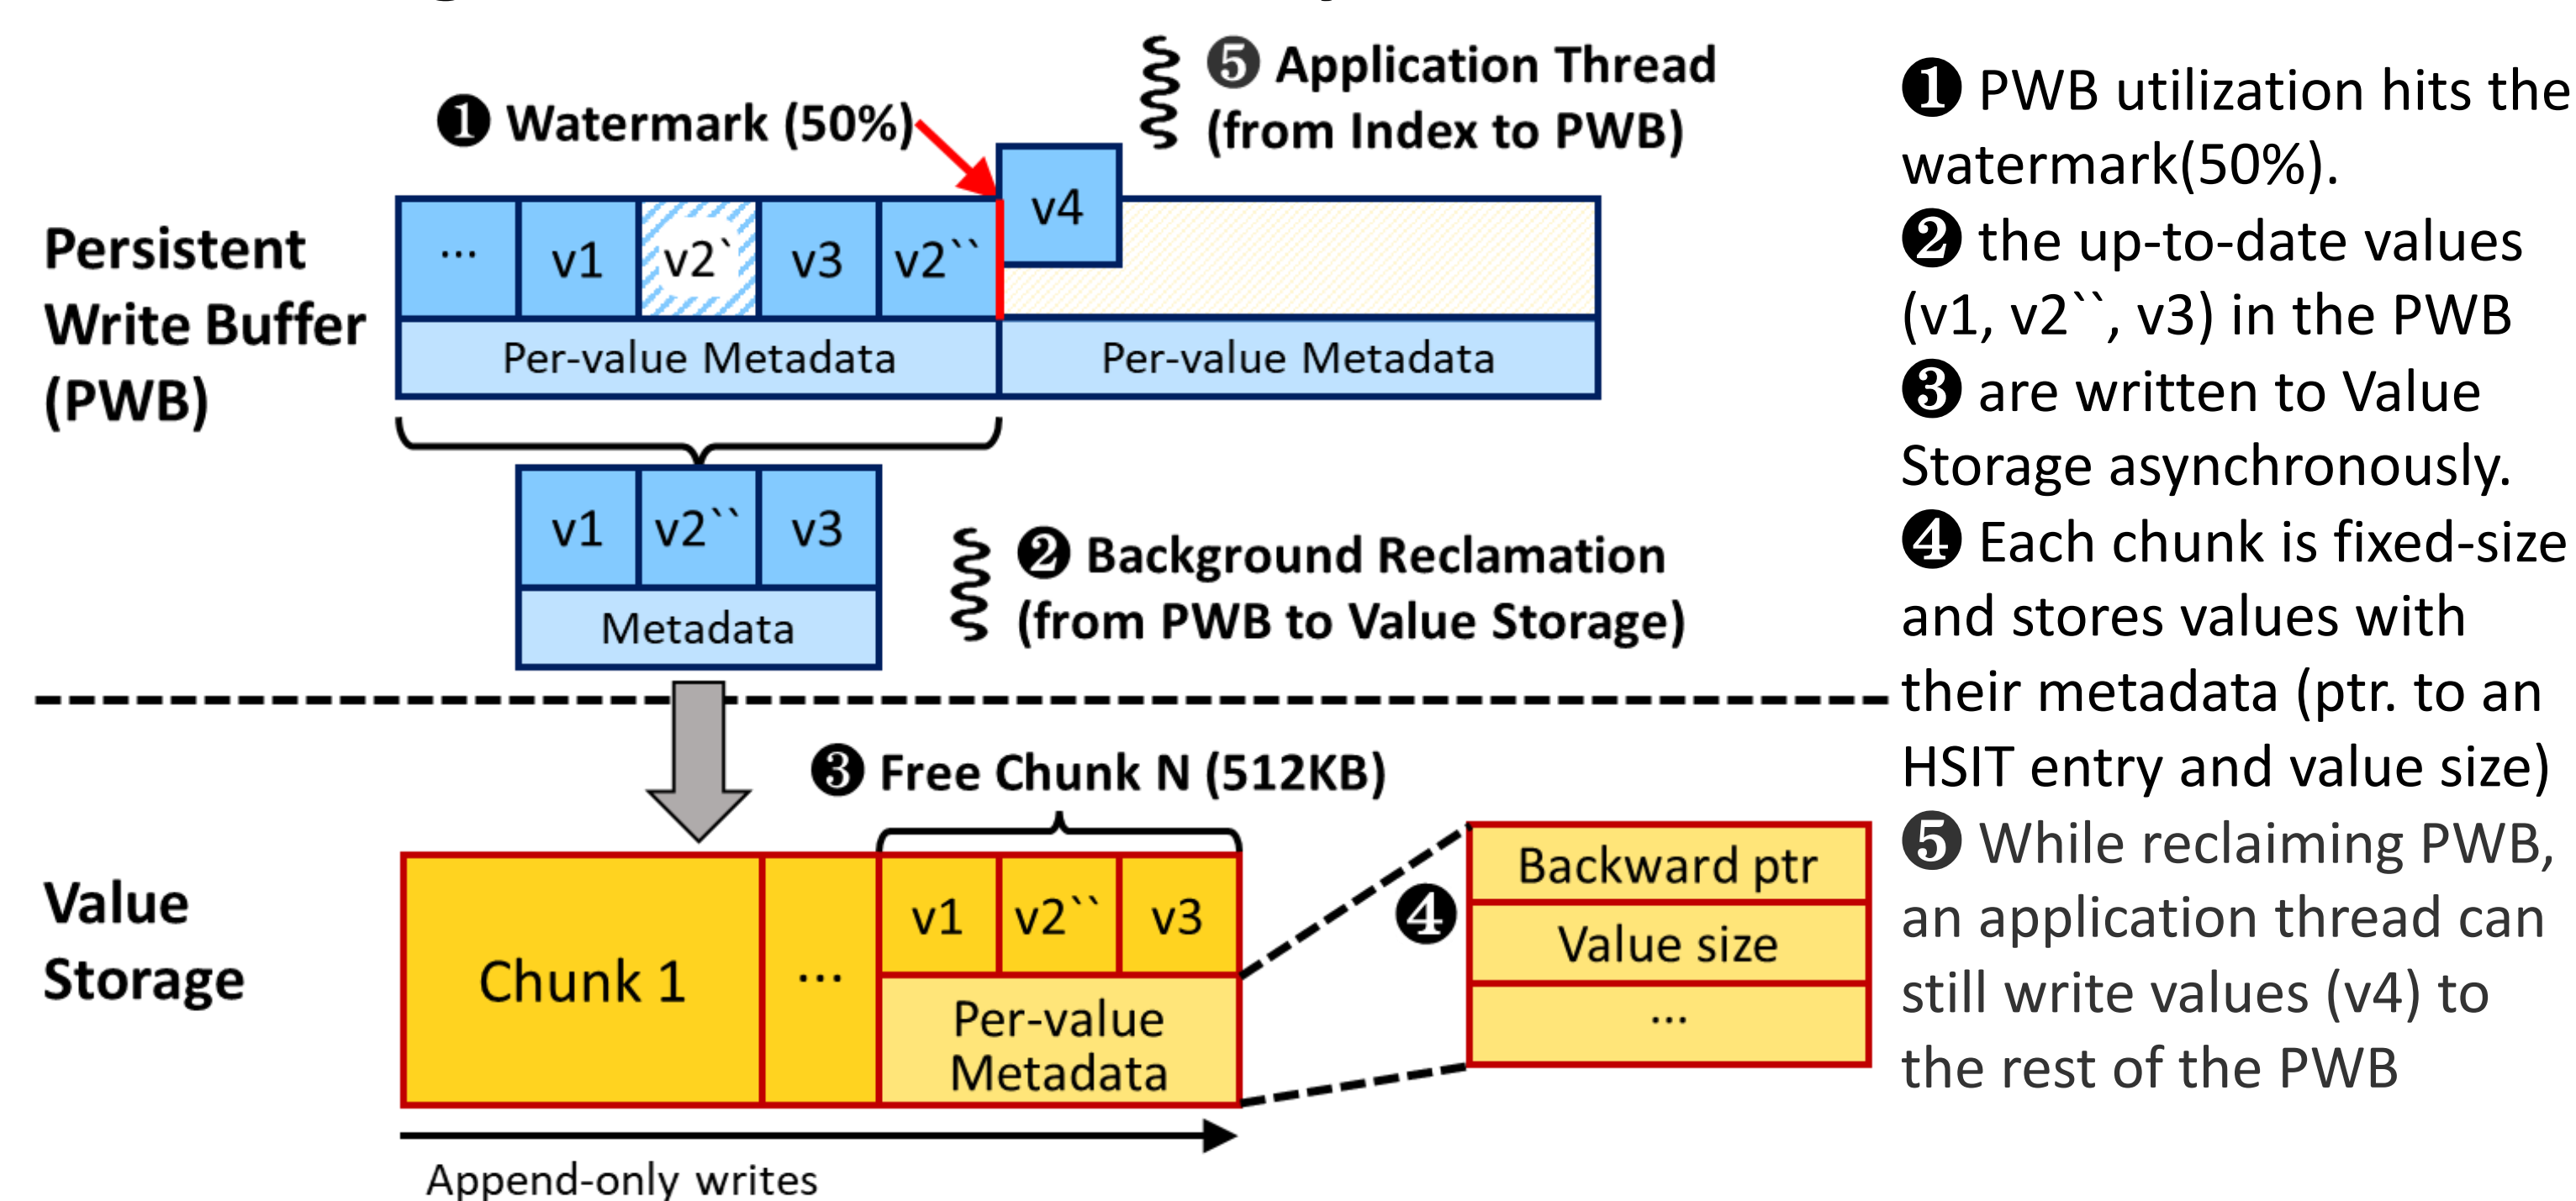 ❺ Application Thread
(from Index to PWB)
❶ Watermark (50%)
Persistent
Write Buffer
(PWB)
... v1 v2` v3 v2`` v4
Per-value Metadata Per-value Metadata
v1 v2`` v3
Metadata
❷ Background Reclamation
(from PWB to Value Storage)
❸ Free Chunk N (512KB)
Value
Storage
Chunk 1 ... v1 v2`` v3
Per-value
Metadata
❹
Backward ptr
Value size
...
Append-only writes
❶ PWB utilization hits the
watermark(50%).
❷ the up-to-date values
(v1, v2``, v3) in the PWB
❸ are written to Value
Storage asynchronously.
❹ Each chunk is fixed-size
and stores values with
their metadata (ptr. to an
HSIT entry and value size)
❺ While reclaiming PWB,
an application thread can
still write values (v4) to
the rest of the PWB